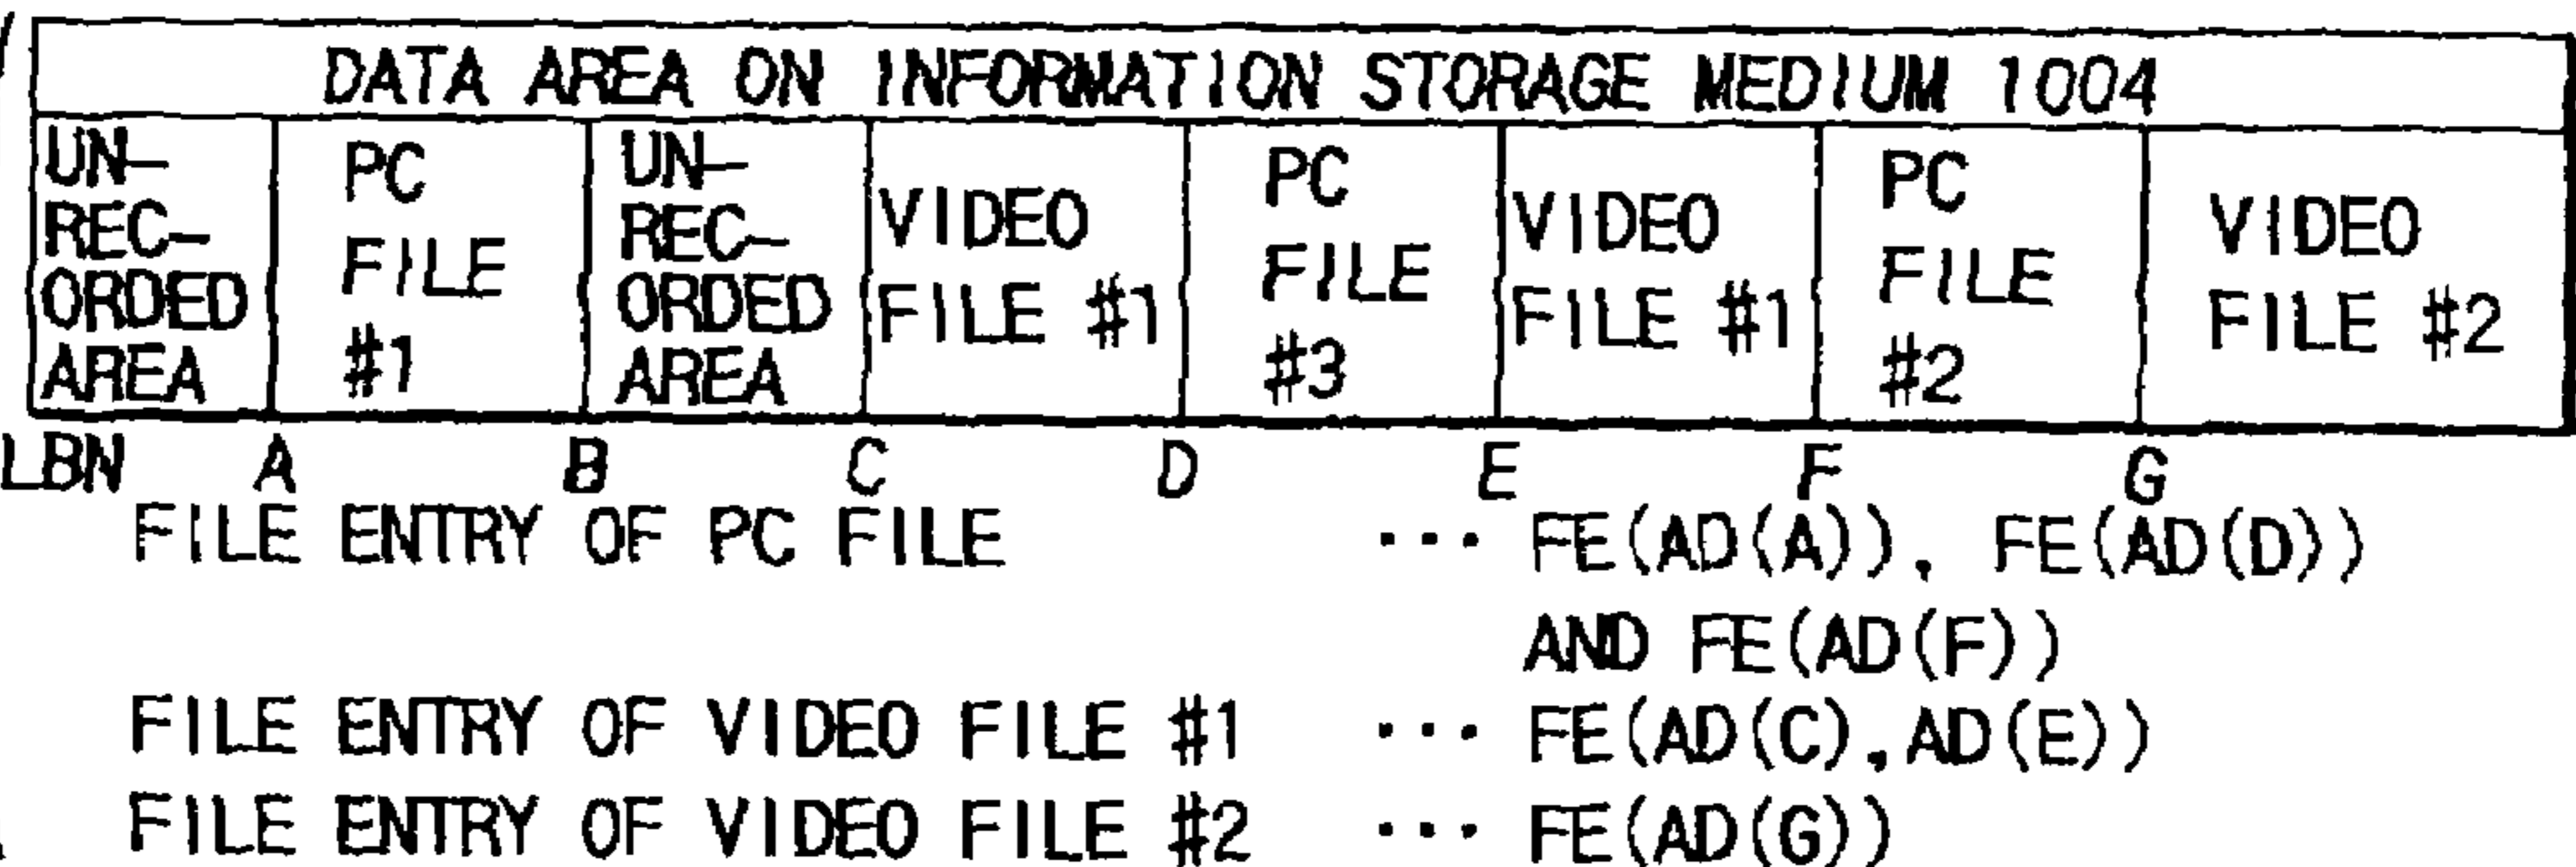 DATA AREA ON INFORMATION STORAGE MEDIUM 1004
UN-
REC-
ORDED
AREA
PC
FILE
#1
UN-
REC-
ORDED
AREA
VIDEO
FILE #1
PC
FILE
#3
VIDEO
FILE #1
PC
FILE
#2
VIDEO
FILE #2
LBN A B C D E F G
FILE ENTRY OF PC FILE ... FE(AD(A)), FE(AD(D))
AND FE(AD(F))
FILE ENTRY OF VIDEO FILE #1 ... FE(AD(C),AD(E))
FILE ENTRY OF VIDEO FILE #2 ... FE(AD(G))